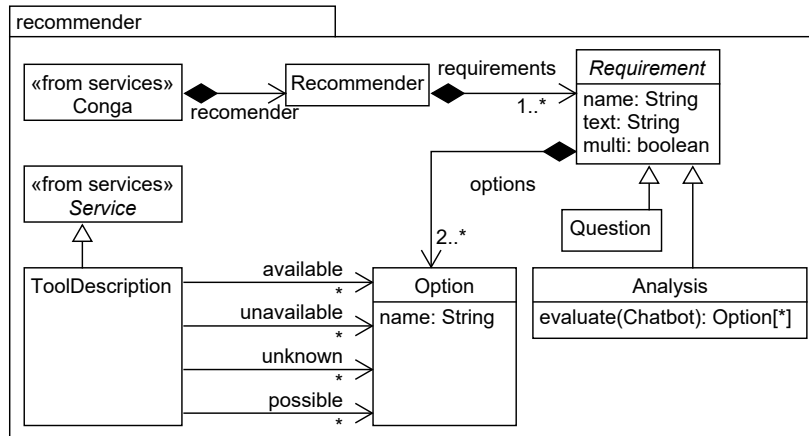 recommender
«from services»
Conga
recomender
Recommender
requirements
1..*
Requirement
name: String
text: String
multi: boolean
options
2..*
«from services»
Service
Question
ToolDescription
available
*
unavailable
*
unknown
*
possible
*
Option
name: String
Analysis
evaluate(Chatbot): Option[*]